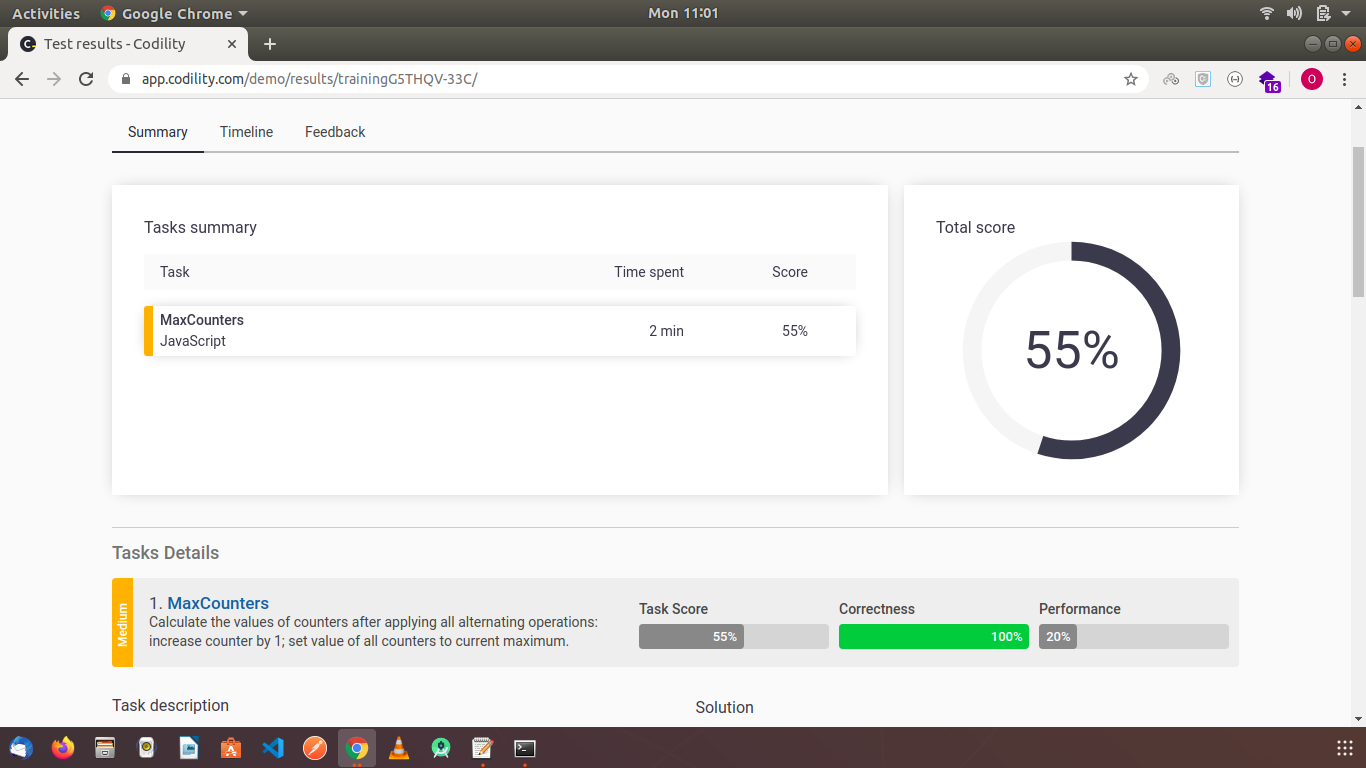 Activities
Google Chrome
Mon 11:01
Test results - Codility
app.codility.com/demo/results/trainingG5THQV-33C/
16
O
Summary
Timeline
Feedback
Tasks summary
Task Time spent Score
MaxCounters
JavaScript
2 min
55%
Total score
55%
Tasks Details
Medium
1. MaxCounters
Calculate the values of counters after applying all alternating operations:
increase counter by 1; set value of all counters to current maximum.
Task Score
55%
Correctness
100%
Performance
20%
Task description
Solution